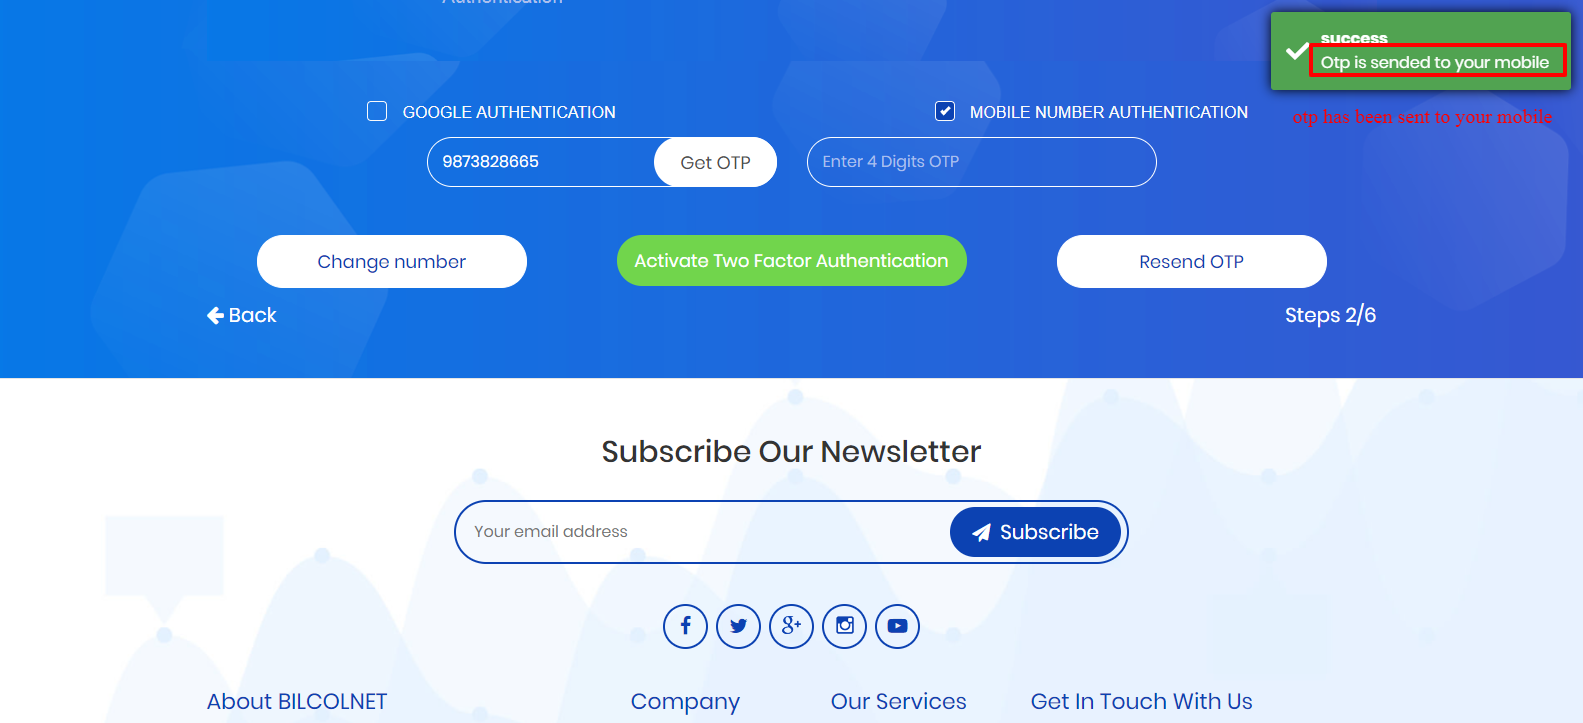 Authentication
success
Otp is sended to your mobile
otp has been sent to your mobile
GOOGLE AUTHENTICATION
MOBILE NUMBER AUTHENTICATION
9873828665
Get OTP
Enter 4 Digits OTP
Change number
Activate Two Factor Authentication
Resend OTP
Back
Steps 2/6
Subscribe Our Newsletter
Your email address
Subscribe
About BILCOLNET
Company
Our Services
Get In Touch With Us